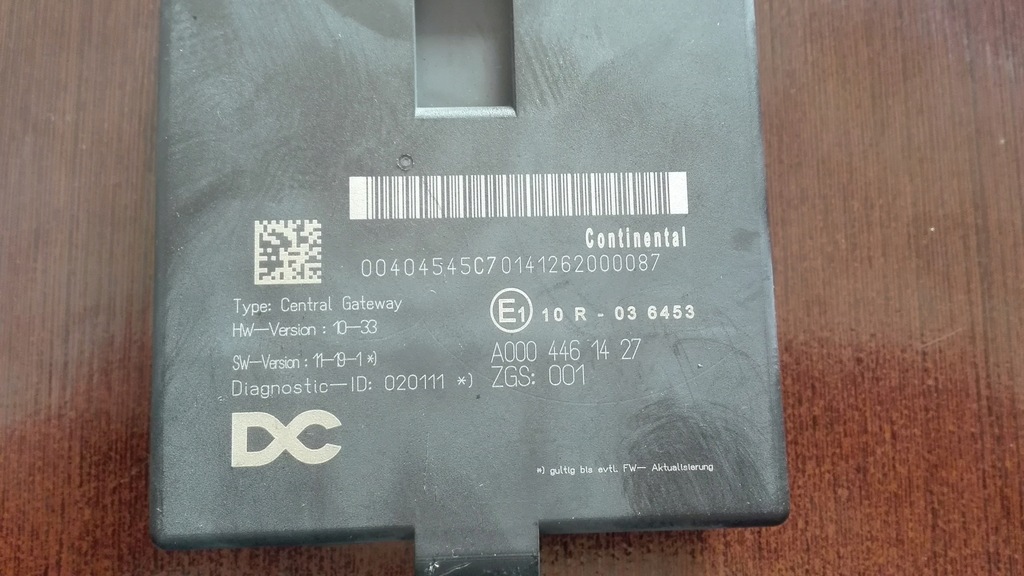 Continental
00404545C70141262000087
Type: Central Gateway
HW-Version : 10-33
SW-Version : 11-19-1 *)
Diagnostic-ID: 020111 *)
E1 10 R - 03 6453
A000 446 14 27
ZGS: 001
DC
*) gultig bis evtl. FW- Aktualisierung